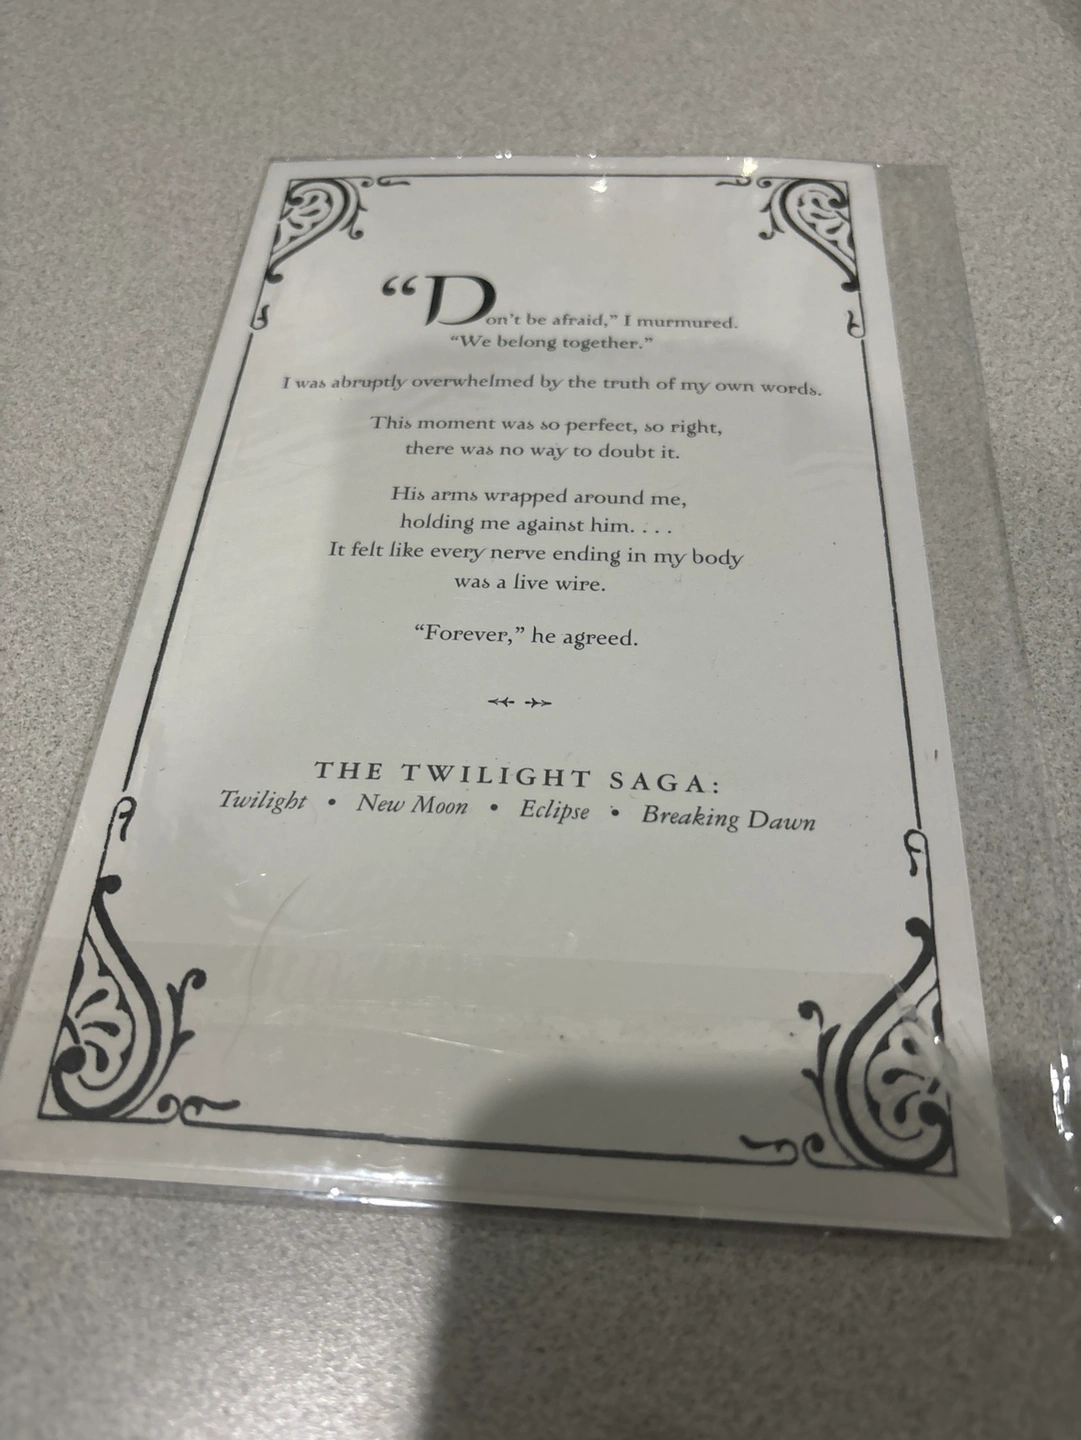 “Don’t be afraid,” I murmured.
“We belong together.”
I was abruptly overwhelmed by the truth of my own words.
This moment was so perfect, so right,
there was no way to doubt it.
His arms wrapped around me,
holding me against him. . . .
It felt like every nerve ending in my body
was a live wire.
“Forever,” he agreed.
THE TWILIGHT SAGA:
Twilight • New Moon • Eclipse • Breaking Dawn